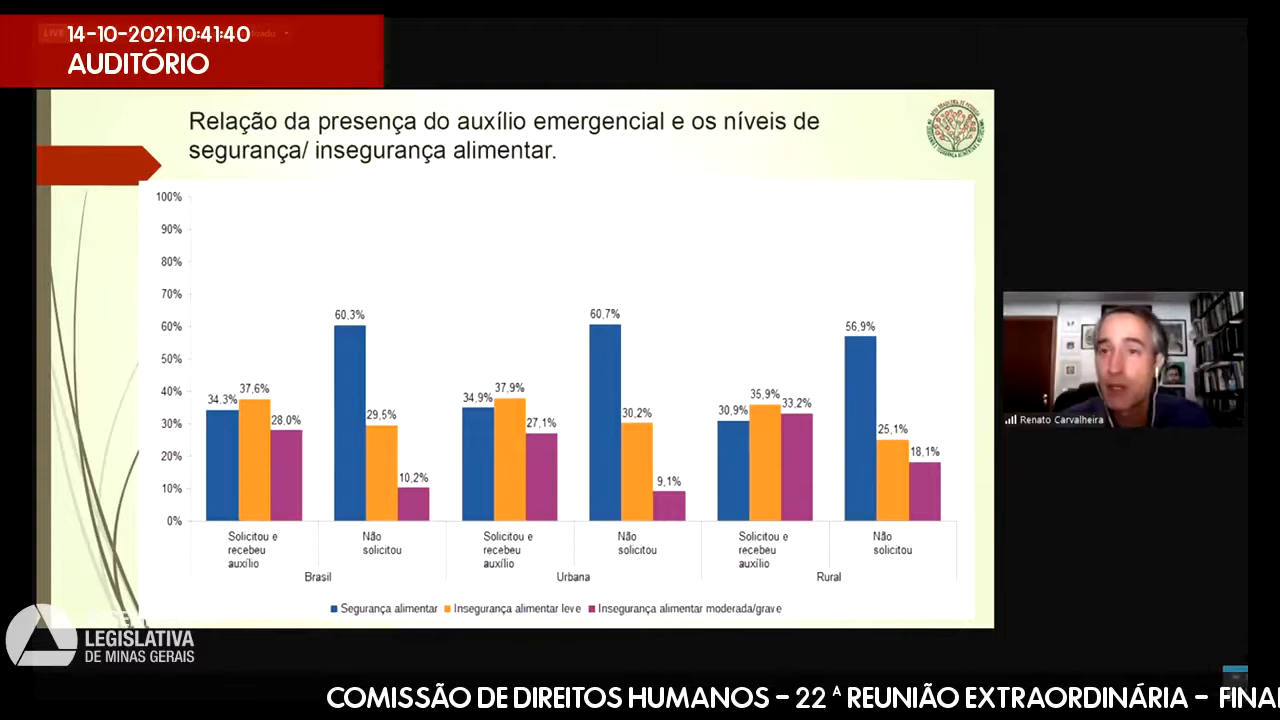 LIVE
14-10-2021 10:41:40
AUDITÓRIO
Relação da presença do auxílio emergencial e os níveis de
segurança/ insegurança alimentar.
100%
90%
80%
70%
60%
50%
40%
30%
20%
10%
0%
34,3%
37,6%
28,0%
60,3%
29,5%
10,2%
34,9%
37,9%
27,1%
60,7%
30,2%
9,1%
30,9%
35,9%
33,2%
56,9%
25,1%
18,1%
Solicitou e
recebeu
auxílio
Não
solicitou
Solicitou e
recebeu
auxílio
Não
solicitou
Solicitou e
recebeu
auxílio
Não
solicitou
Brasil
Urbana
Rural
Segurança alimentar Insegurança alimentar leve Insegurança alimentar moderada/grave
Renato Carvalheira
LEGISLATIVA
DE MINAS GERAIS
COMISSÃO DE DIREITOS HUMANOS – 22ª REUNIÃO EXTRAORDINÁRIA – FINA